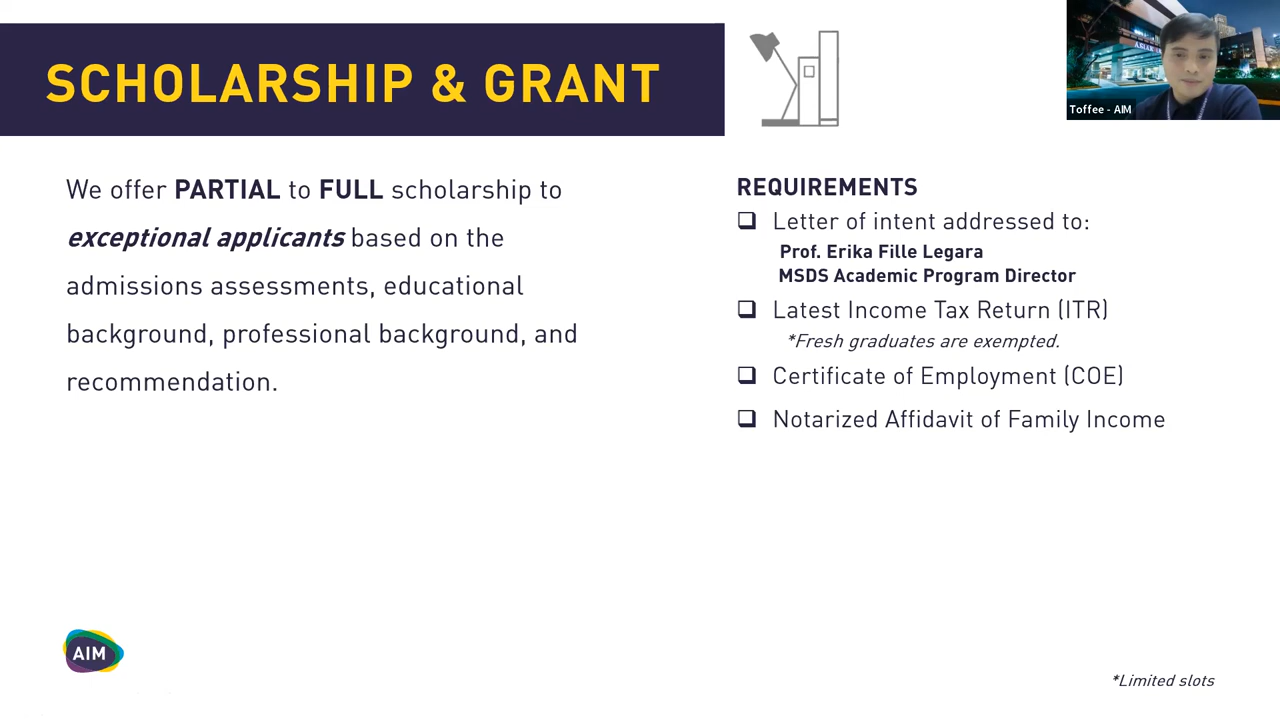 SCHOLARSHIP & GRANT
Toffee - AIM
We offer PARTIAL to FULL scholarship to
exceptional applicants based on the
admissions assessments, educational
background, professional background, and
recommendation.
REQUIREMENTS
❑ Letter of intent addressed to:
Prof. Erika Fille Legara
MSDS Academic Program Director
❑ Latest Income Tax Return (ITR)
*Fresh graduates are exempted.
❑ Certificate of Employment (COE)
❑ Notarized Affidavit of Family Income
AIM
*Limited slots